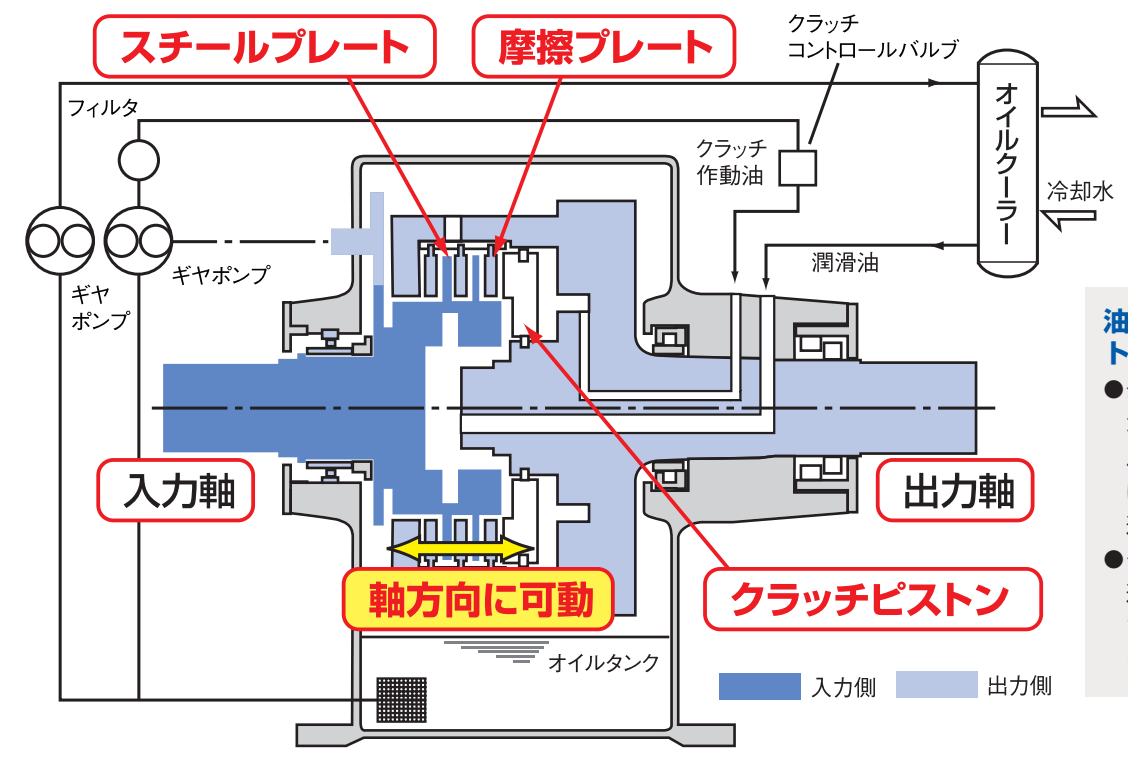 スチールプレート
摩擦プレート
クラッチ
コントロールバルブ
フィルタ
クラッチ
作動油
オイルクーラー
冷却水
潤滑油
ギヤポンプ
ギヤ
ポンプ
油
ト
●
入力軸
出力軸
●
軸方向に可動
クラッチピストン
オイルタンク
入力側
出力側